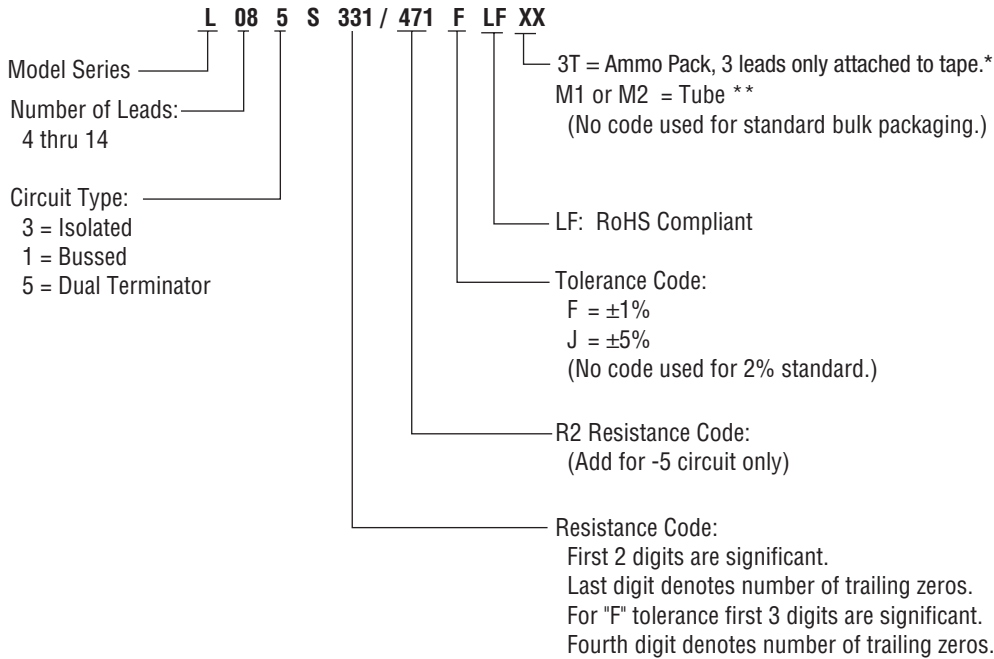 L 08 5 S 331 / 471 F LF XX
Model Series
Number of Leads:
4 thru 14
Circuit Type:
3 = Isolated
1 = Bussed
5 = Dual Terminator
3T = Ammo Pack, 3 leads only attached to tape.*
M1 or M2 = Tube **
(No code used for standard bulk packaging.)
LF: RoHS Compliant
Tolerance Code:
F = ±1%
J = ±5%
(No code used for 2% standard.)
R2 Resistance Code:
(Add for -5 circuit only)
Resistance Code:
First 2 digits are significant.
Last digit denotes number of trailing zeros.
For "F" tolerance first 3 digits are significant.
Fourth digit denotes number of trailing zeros.